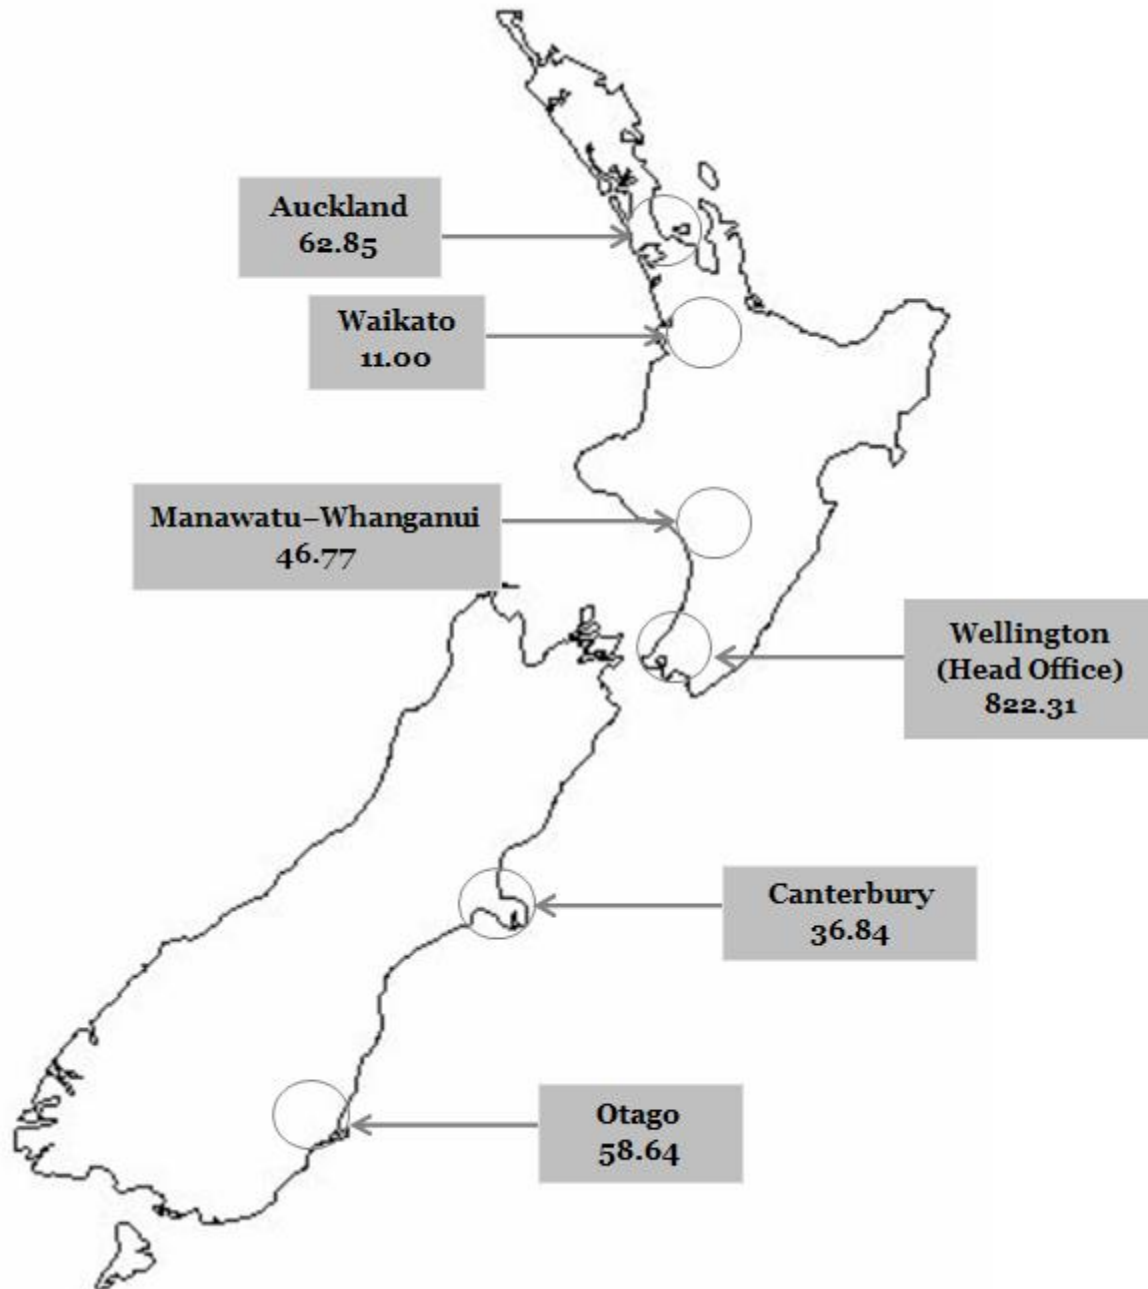 Auckland
62.85
Waikato
11.00
Manawatu–Whanganui
46.77
Wellington
(Head Office)
822.31
Canterbury
36.84
Otago
58.64